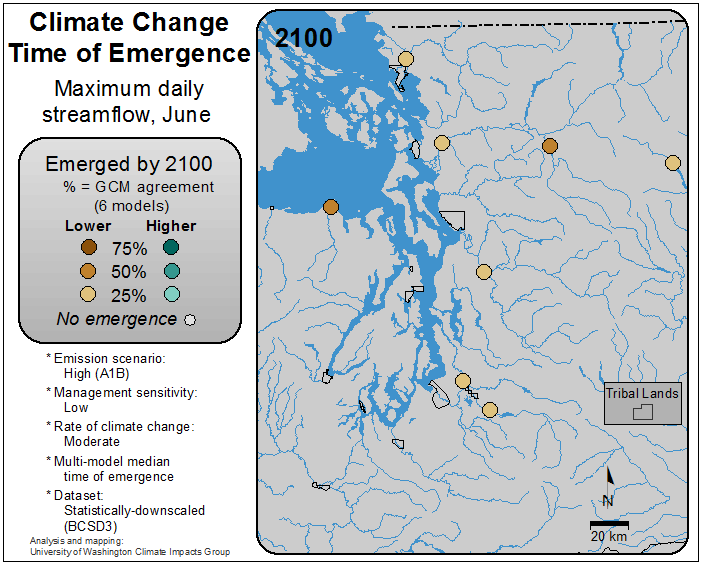 Climate Change
Time of Emergence
Maximum daily
streamflow, June
Emerged by 2100
% = GCM agreement
(6 models)
Lower Higher
75%
50%
25%
No emergence
* Emission scenario:
High (A1B)
* Management sensitivity:
Low
* Rate of climate change:
Moderate
* Multi-model median
time of emergence
* Dataset:
Statistically-downscaled
(BCSD3)
Analysis and mapping:
University of Washington Climate Impacts Group
2100
Tribal Lands
N
20 km